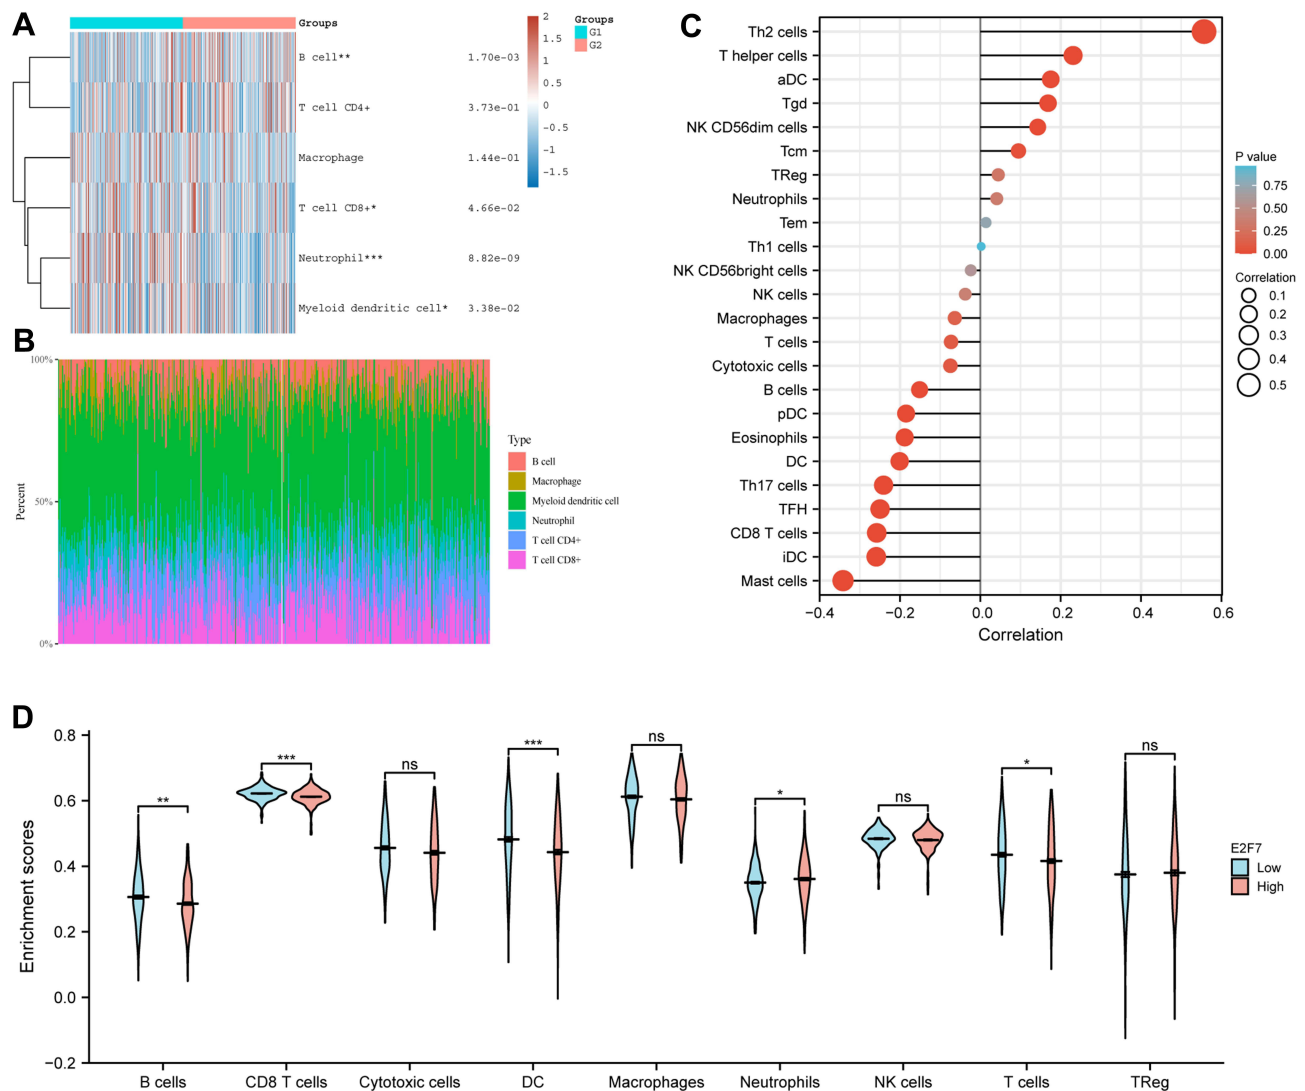 A
Groups
G1
G2
2
1.5
1
0.5
0
−0.5
−1
−1.5
B cell** 1.70e-03
T cell CD4+ 3.73e-01
Macrophage 1.44e-01
T cell CD8+* 4.66e-02
Neutrophil*** 8.82e-09
Myeloid dendritic cell* 3.38e-02
Groups
B
100%
50%
0%
Percent
Type
B cell
Macrophage
Myeloid dendritic cell
Neutrophil
T cell CD4+
T cell CD8+
C
Th2 cells
T helper cells
aDC
Tgd
NK CD56dim cells
Tcm
TReg
Neutrophils
Tem
Th1 cells
NK CD56bright cells
NK cells
Macrophages
T cells
Cytotoxic cells
B cells
pDC
Eosinophils
DC
Th17 cells
TFH
CD8 T cells
iDC
Mast cells
−0.4 −0.2 0.0 0.2 0.4 0.6
Correlation
P value
0.75
0.50
0.25
0.00
Correlation
0.1
0.2
0.3
0.4
0.5
D
0.8
0.6
0.4
0.2
0.0
−0.2
Enrichment scores
** *** ns *** ns * ns * ns
B cells CD8 T cells Cytotoxic cells DC Macrophages Neutrophils NK cells T cells TReg
E2F7
Low
High